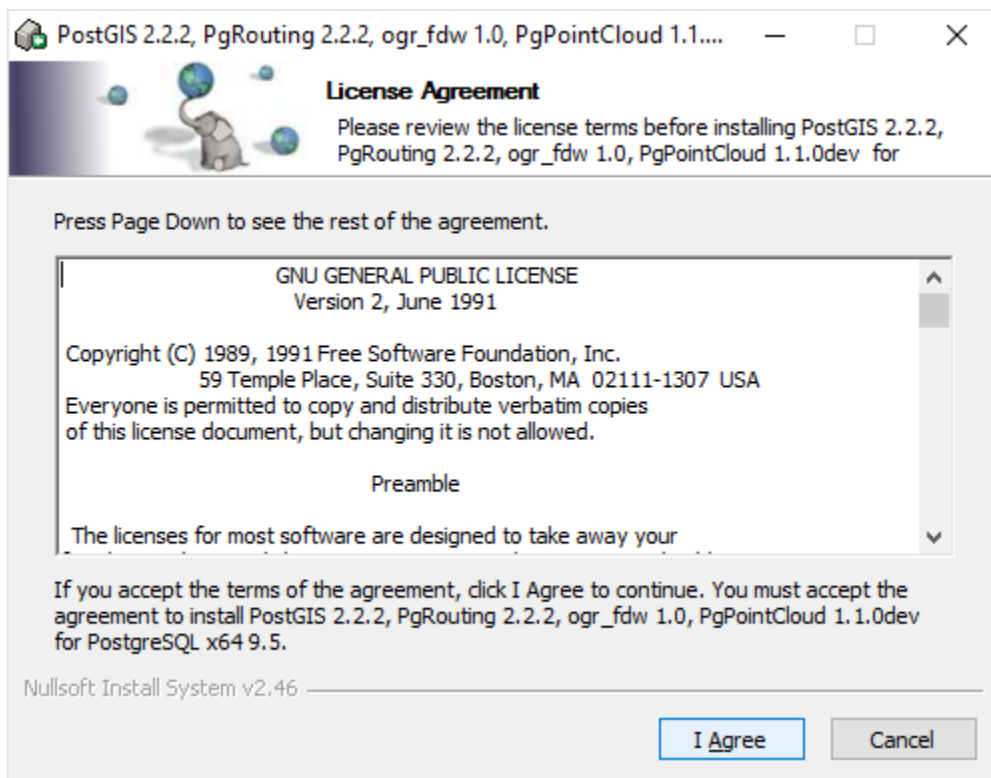 PostGIS 2.2.2, PgRouting 2.2.2, ogr_fdw 1.0, PgPointCloud 1.1....
License Agreement
Please review the license terms before installing PostGIS 2.2.2,
PgRouting 2.2.2, ogr_fdw 1.0, PgPointCloud 1.1.0dev for
Press Page Down to see the rest of the agreement.
GNU GENERAL PUBLIC LICENSE
Version 2, June 1991
Copyright (C) 1989, 1991 Free Software Foundation, Inc.
59 Temple Place, Suite 330, Boston, MA 02111-1307 USA
Everyone is permitted to copy and distribute verbatim copies
of this license document, but changing it is not allowed.
Preamble
The licenses for most software are designed to take away your
If you accept the terms of the agreement, click I Agree to continue. You must accept the
agreement to install PostGIS 2.2.2, PgRouting 2.2.2, ogr_fdw 1.0, PgPointCloud 1.1.0dev
for PostgreSQL x64 9.5.
Nullsoft Install System v2.46
I Agree
Cancel